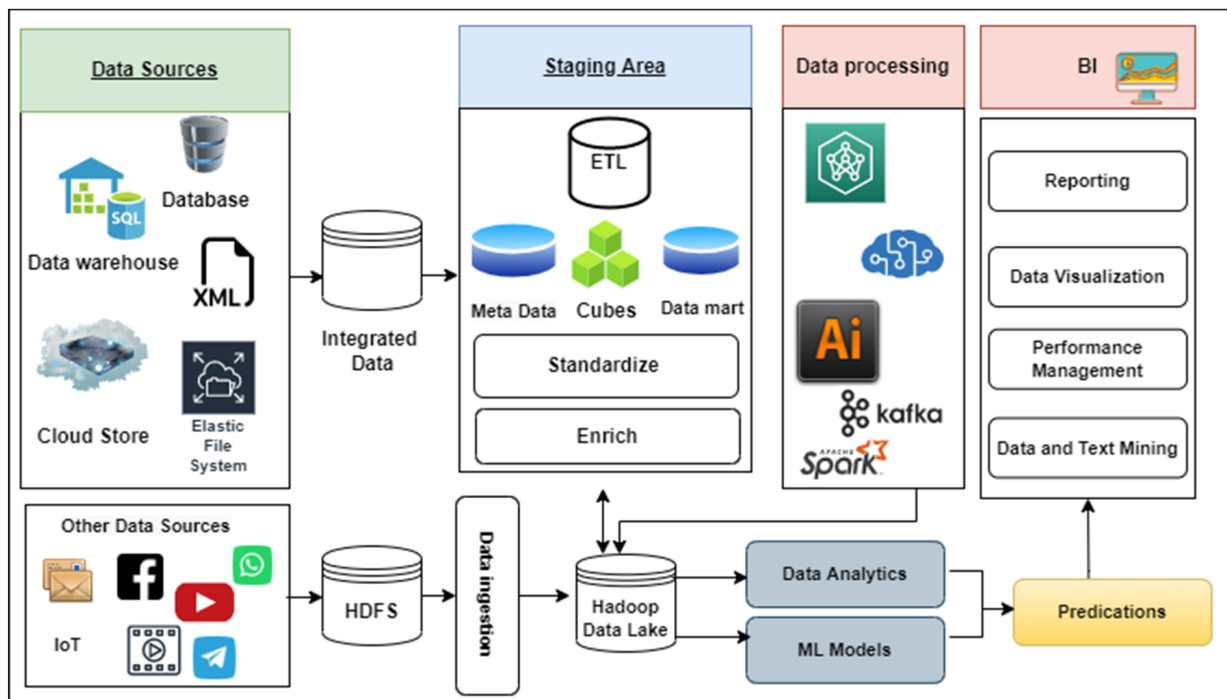 Data Sources
Database
SQL
Data warehouse
XML
Cloud Store
Elastic
File
System
Integrated
Data
Staging Area
ETL
Meta Data
Cubes
Data mart
Standardize
Enrich
Data processing
Ai
kafka
APACHE
Spark
BI
Reporting
Data Visualization
Performance
Management
Data and Text Mining
Other Data Sources
IoT
HDFS
Data ingestion
Hadoop
Data Lake
Data Analytics
ML Models
Predications